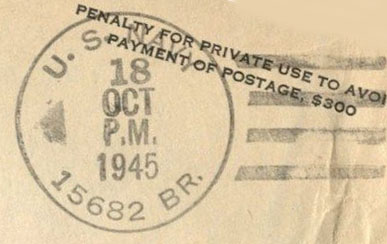 PENALTY FOR PRIVATE USE TO AVOI
PAYMENT OF POSTAGE, $300
U. S. NAVY
18
OCT
P.M.
1945
15682 BR.